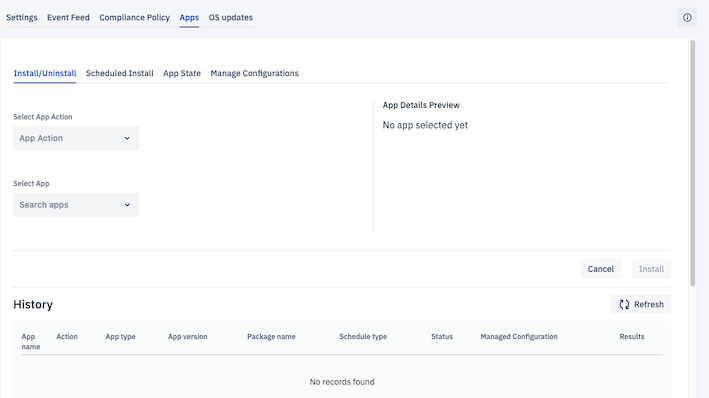 Settings Event Feed Compliance Policy Apps OS updates
Install/Uninstall Scheduled Install App State Manage Configurations
Select App Action
App Action
Select App
Search apps
App Details Preview
No app selected yet
Cancel Install
History
Refresh
App name Action App type App version Package name Schedule type Status Managed Configuration Results
No records found